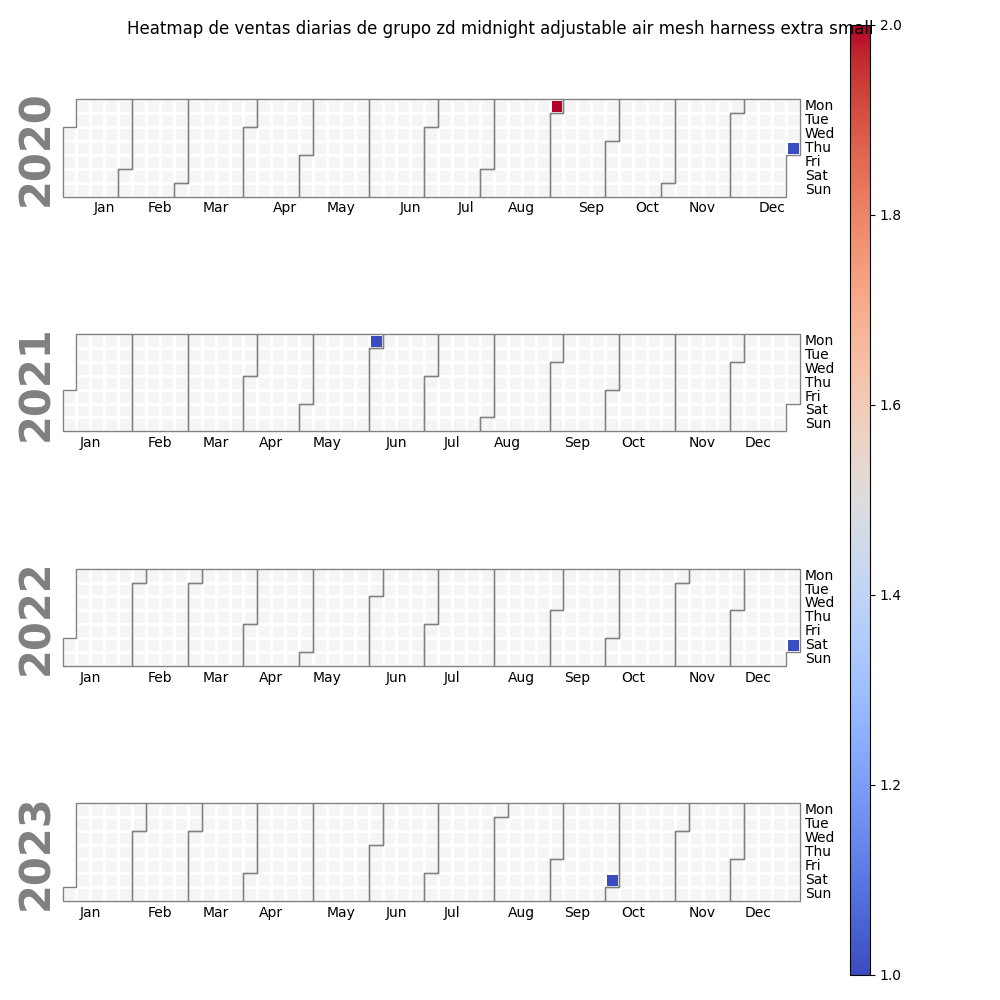 Heatmap de ventas diarias de grupo zd midnight adjustable air mesh harness extra small
2020
Mon
Tue
Wed
Thu
Fri
Sat
Sun
Jan Feb Mar Apr May Jun Jul Aug Sep Oct Nov Dec
2021
Mon
Tue
Wed
Thu
Fri
Sat
Sun
Jan Feb Mar Apr May Jun Jul Aug Sep Oct Nov Dec
2022
Mon
Tue
Wed
Thu
Fri
Sat
Sun
Jan Feb Mar Apr May Jun Jul Aug Sep Oct Nov Dec
2023
Mon
Tue
Wed
Thu
Fri
Sat
Sun
Jan Feb Mar Apr May Jun Jul Aug Sep Oct Nov Dec
2.0
1.8
1.6
1.4
1.2
1.0